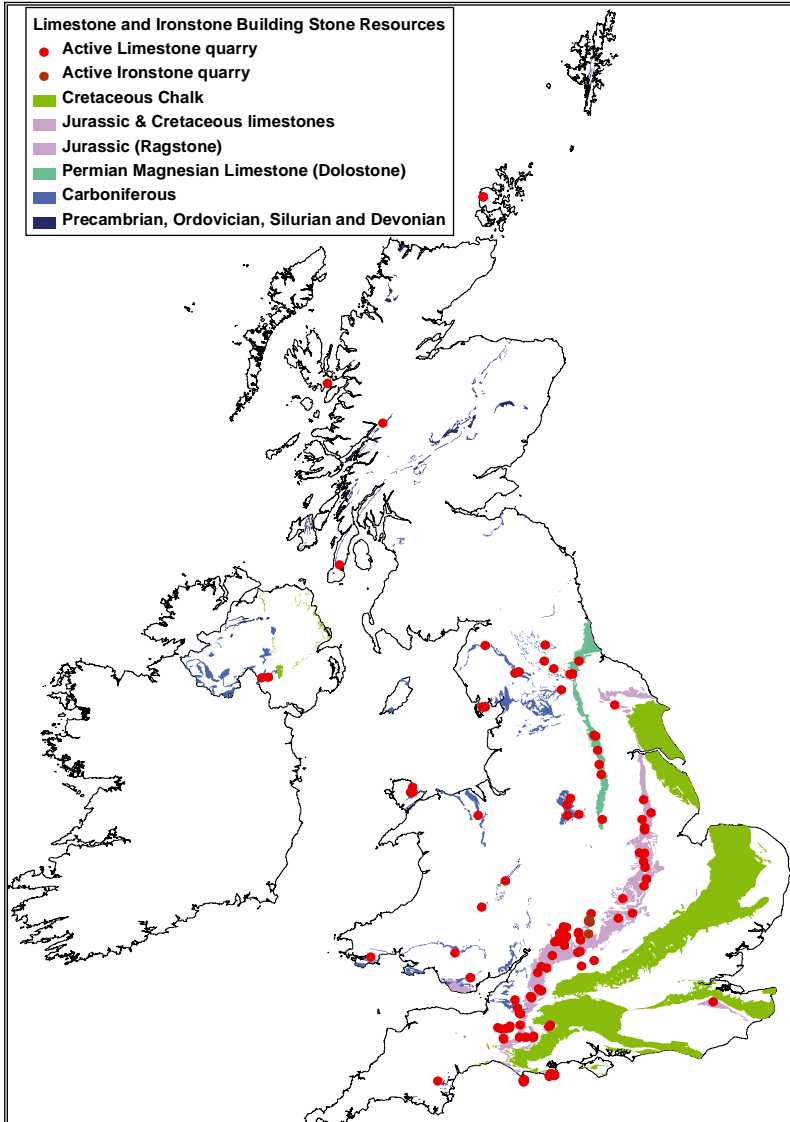 Limestone and Ironstone Building Stone Resources
Active Limestone quarry
Active Ironstone quarry
Cretaceous Chalk
Jurassic & Cretaceous limestones
Jurassic (Ragstone)
Permian Magnesian Limestone (Dolostone)
Carboniferous
Precambrian, Ordovician, Silurian and Devonian